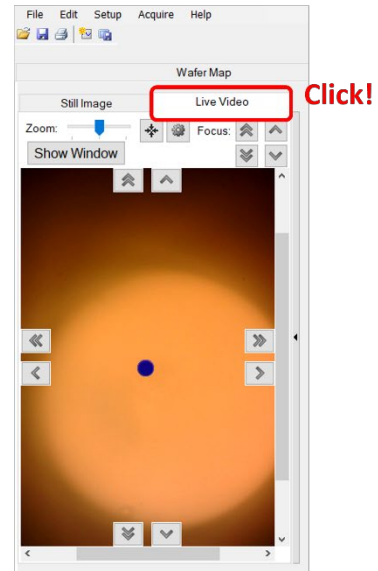 File Edit Setup Acquire Help
Wafer Map
Still Image Live Video
Click!
Zoom: Focus:
Show Window